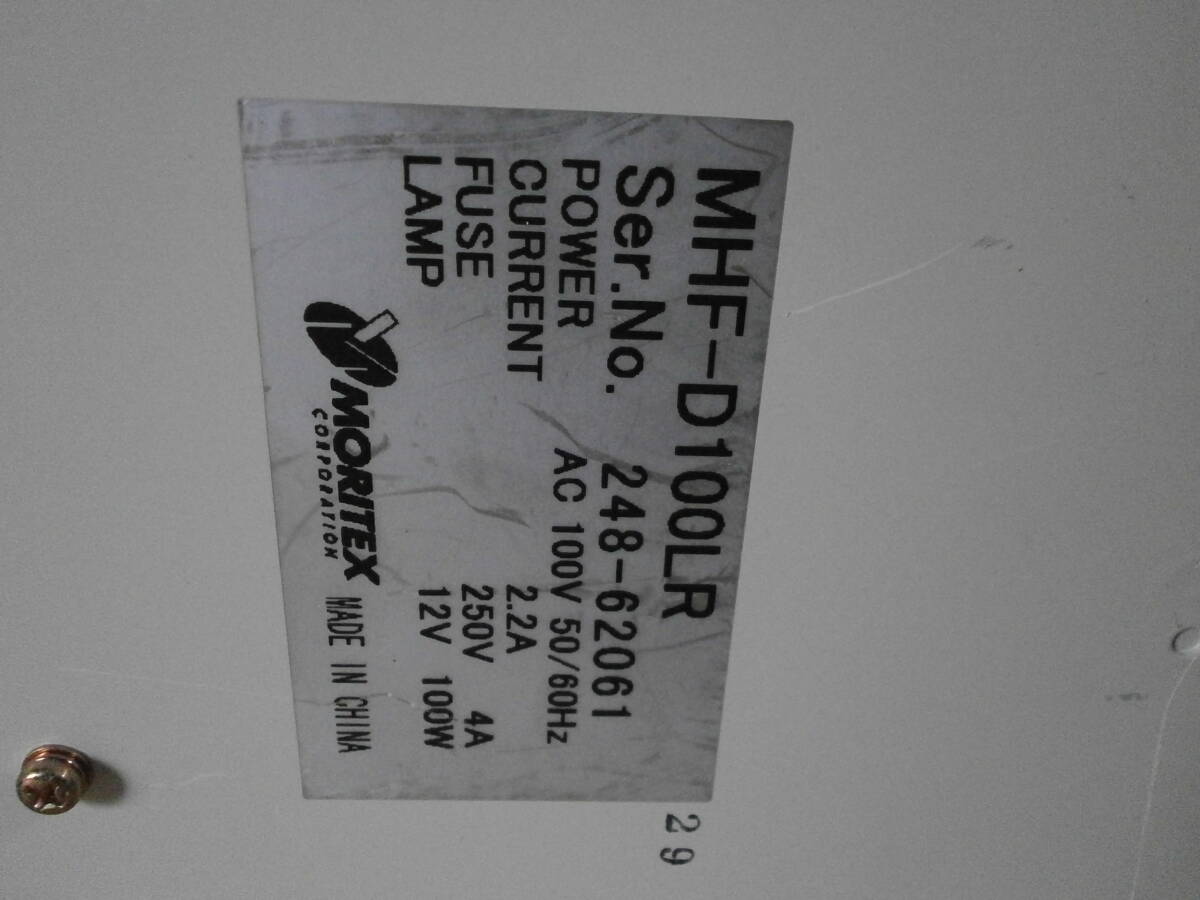 MHF-D100LR
Ser.No. 248-62061
POWER AC 100V 50/60Hz
CURRENT 2.2A
FUSE 250V 4A
LAMP 12V 100W
MORITEX
CORPORATION
MADE IN CHINA
29